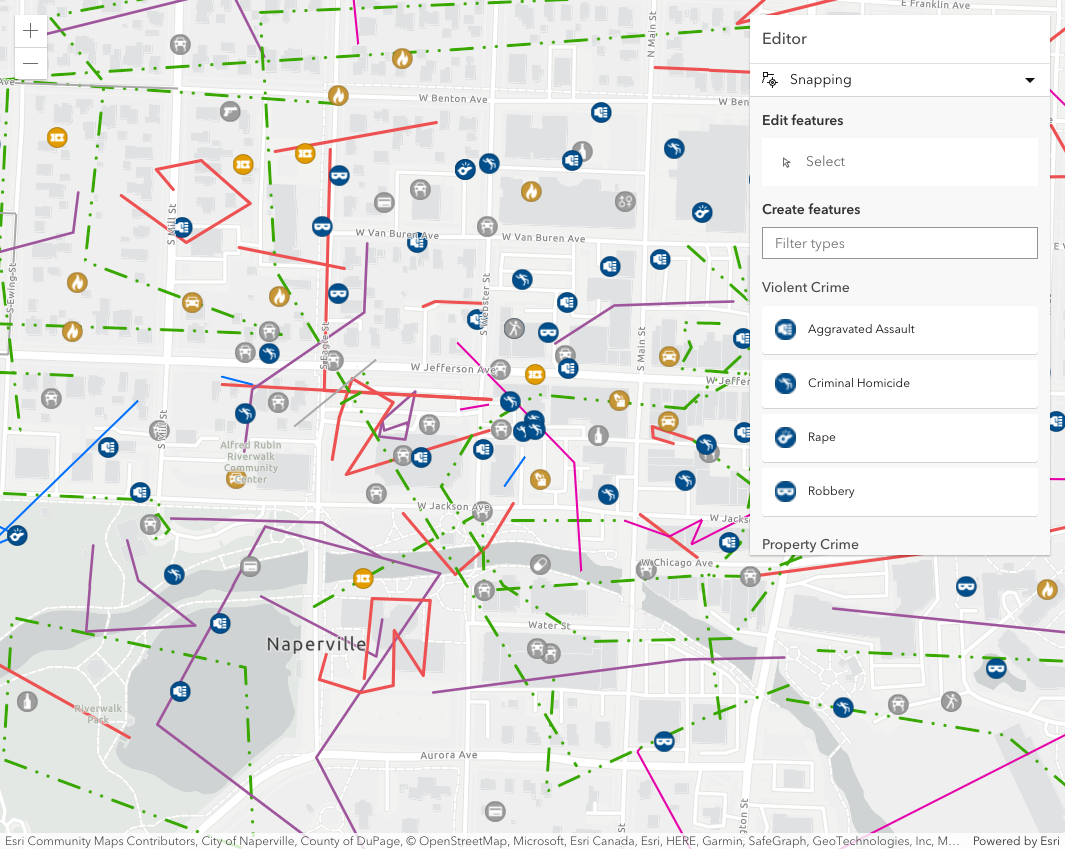 E Franklin Ave
N Main St
Editor
Snapping
Ave
W Benton Ave
W Ben
Edit features
Select
Create features
S Mill St
W Van Buren Ave
W Van Buren Ave
Filter types
E V
S Ewing St
S Webster St
Violent Crime
S Eagle St
S Main St
Aggravated Assault
W Jefferson Ave
W Jeffer
Criminal Homicide
S Mill St
Rape
Alfred Rubin
Riverwalk
Community
Center
Robbery
W Jackson Ave
W Jacks
Property Crime
W Chicago Ave
Water St
Naperville
Riverwalk
Park
Aurora Ave
St
ngton St
Esri Community Maps Contributors, City of Naperville, County of DuPage, © OpenStreetMap, Microsoft, Esri Canada, Esri, HERE, Garmin, SafeGraph, GeoTechnologies, Inc, M...
Powered by Esri